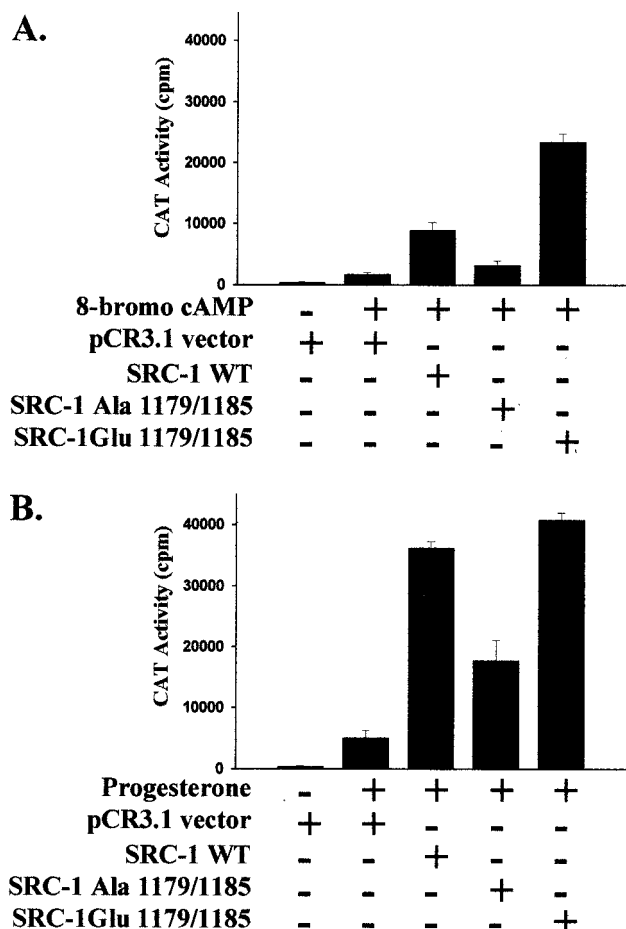 A.
CAT Activity (cpm)
40000
30000
20000
10000
0
8-bromo cAMP - + + + +
pCR3.1 vector + + - - -
SRC-1 WT - - + - -
SRC-1 Ala 1179/1185 - - - + -
SRC-1Glu 1179/1185 - - - - +
B.
CAT Activity (cpm)
40000
30000
20000
10000
0
Progesterone - + + + +
pCR3.1 vector + + - - -
SRC-1 WT - - + - -
SRC-1 Ala 1179/1185 - - - + -
SRC-1Glu 1179/1185 - - - - +